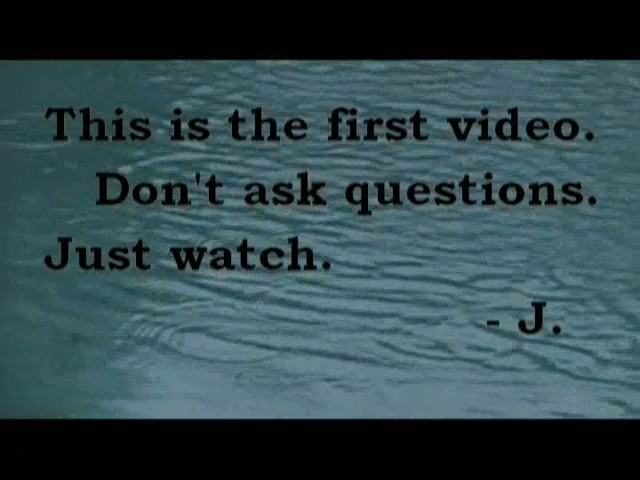 This is the first video.
Don't ask questions.
Just watch.
- J.